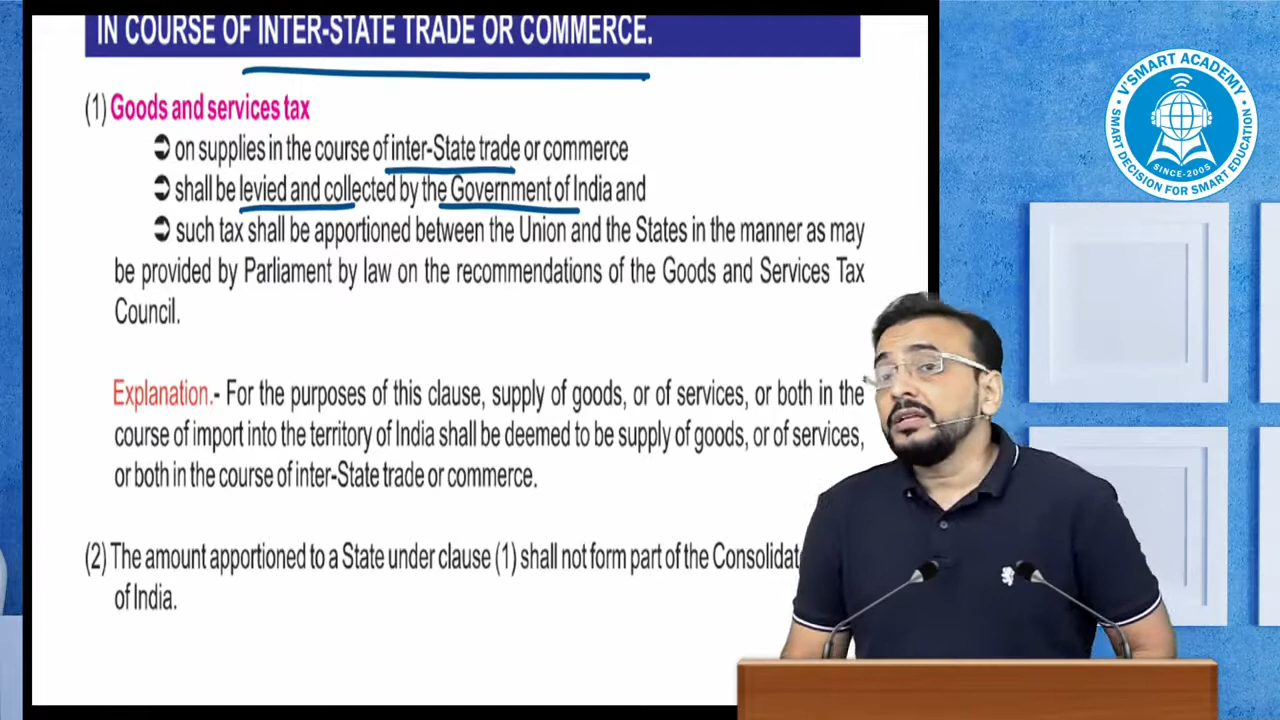 IN COURSE OF INTER-STATE TRADE OR COMMERCE.
(1) Goods and services tax
➲ on supplies in the course of inter-State trade or commerce
➲ shall be levied and collected by the Government of India and
➲ such tax shall be apportioned between the Union and the States in the manner as may
be provided by Parliament by law on the recommendations of the Goods and Services Tax
Council.
Explanation.- For the purposes of this clause, supply of goods, or of services, or both in the
course of import into the territory of India shall be deemed to be supply of goods, or of services,
or both in the course of inter-State trade or commerce.
(2) The amount apportioned to a State under clause (1) shall not form part of the Consolidat
of India.
V'SMART ACADEMY
SINCE-2005
SMART DECISION FOR SMART EDUCATION